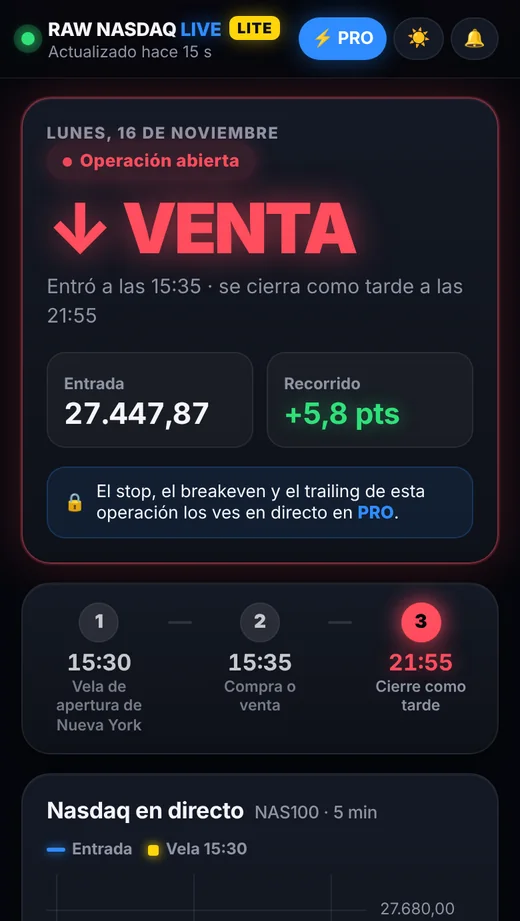 RAW NASDAQ LIVE LITE
Actualizado hace 15 s
⚡ PRO
LUNES, 16 DE NOVIEMBRE
Operación abierta
↓ VENTA
Entró a las 15:35 · se cierra como tarde a las
21:55
Entrada
27.447,87
Recorrido
+5,8 pts
El stop, el breakeven y el trailing de esta
operación los ves en directo en PRO.
1
15:30
Vela de
apertura de
Nueva York
2
15:35
Compra o
venta
3
21:55
Cierre como
tarde
Nasdaq en directo NAS100 · 5 min
Entrada Vela 15:30
27.680,00